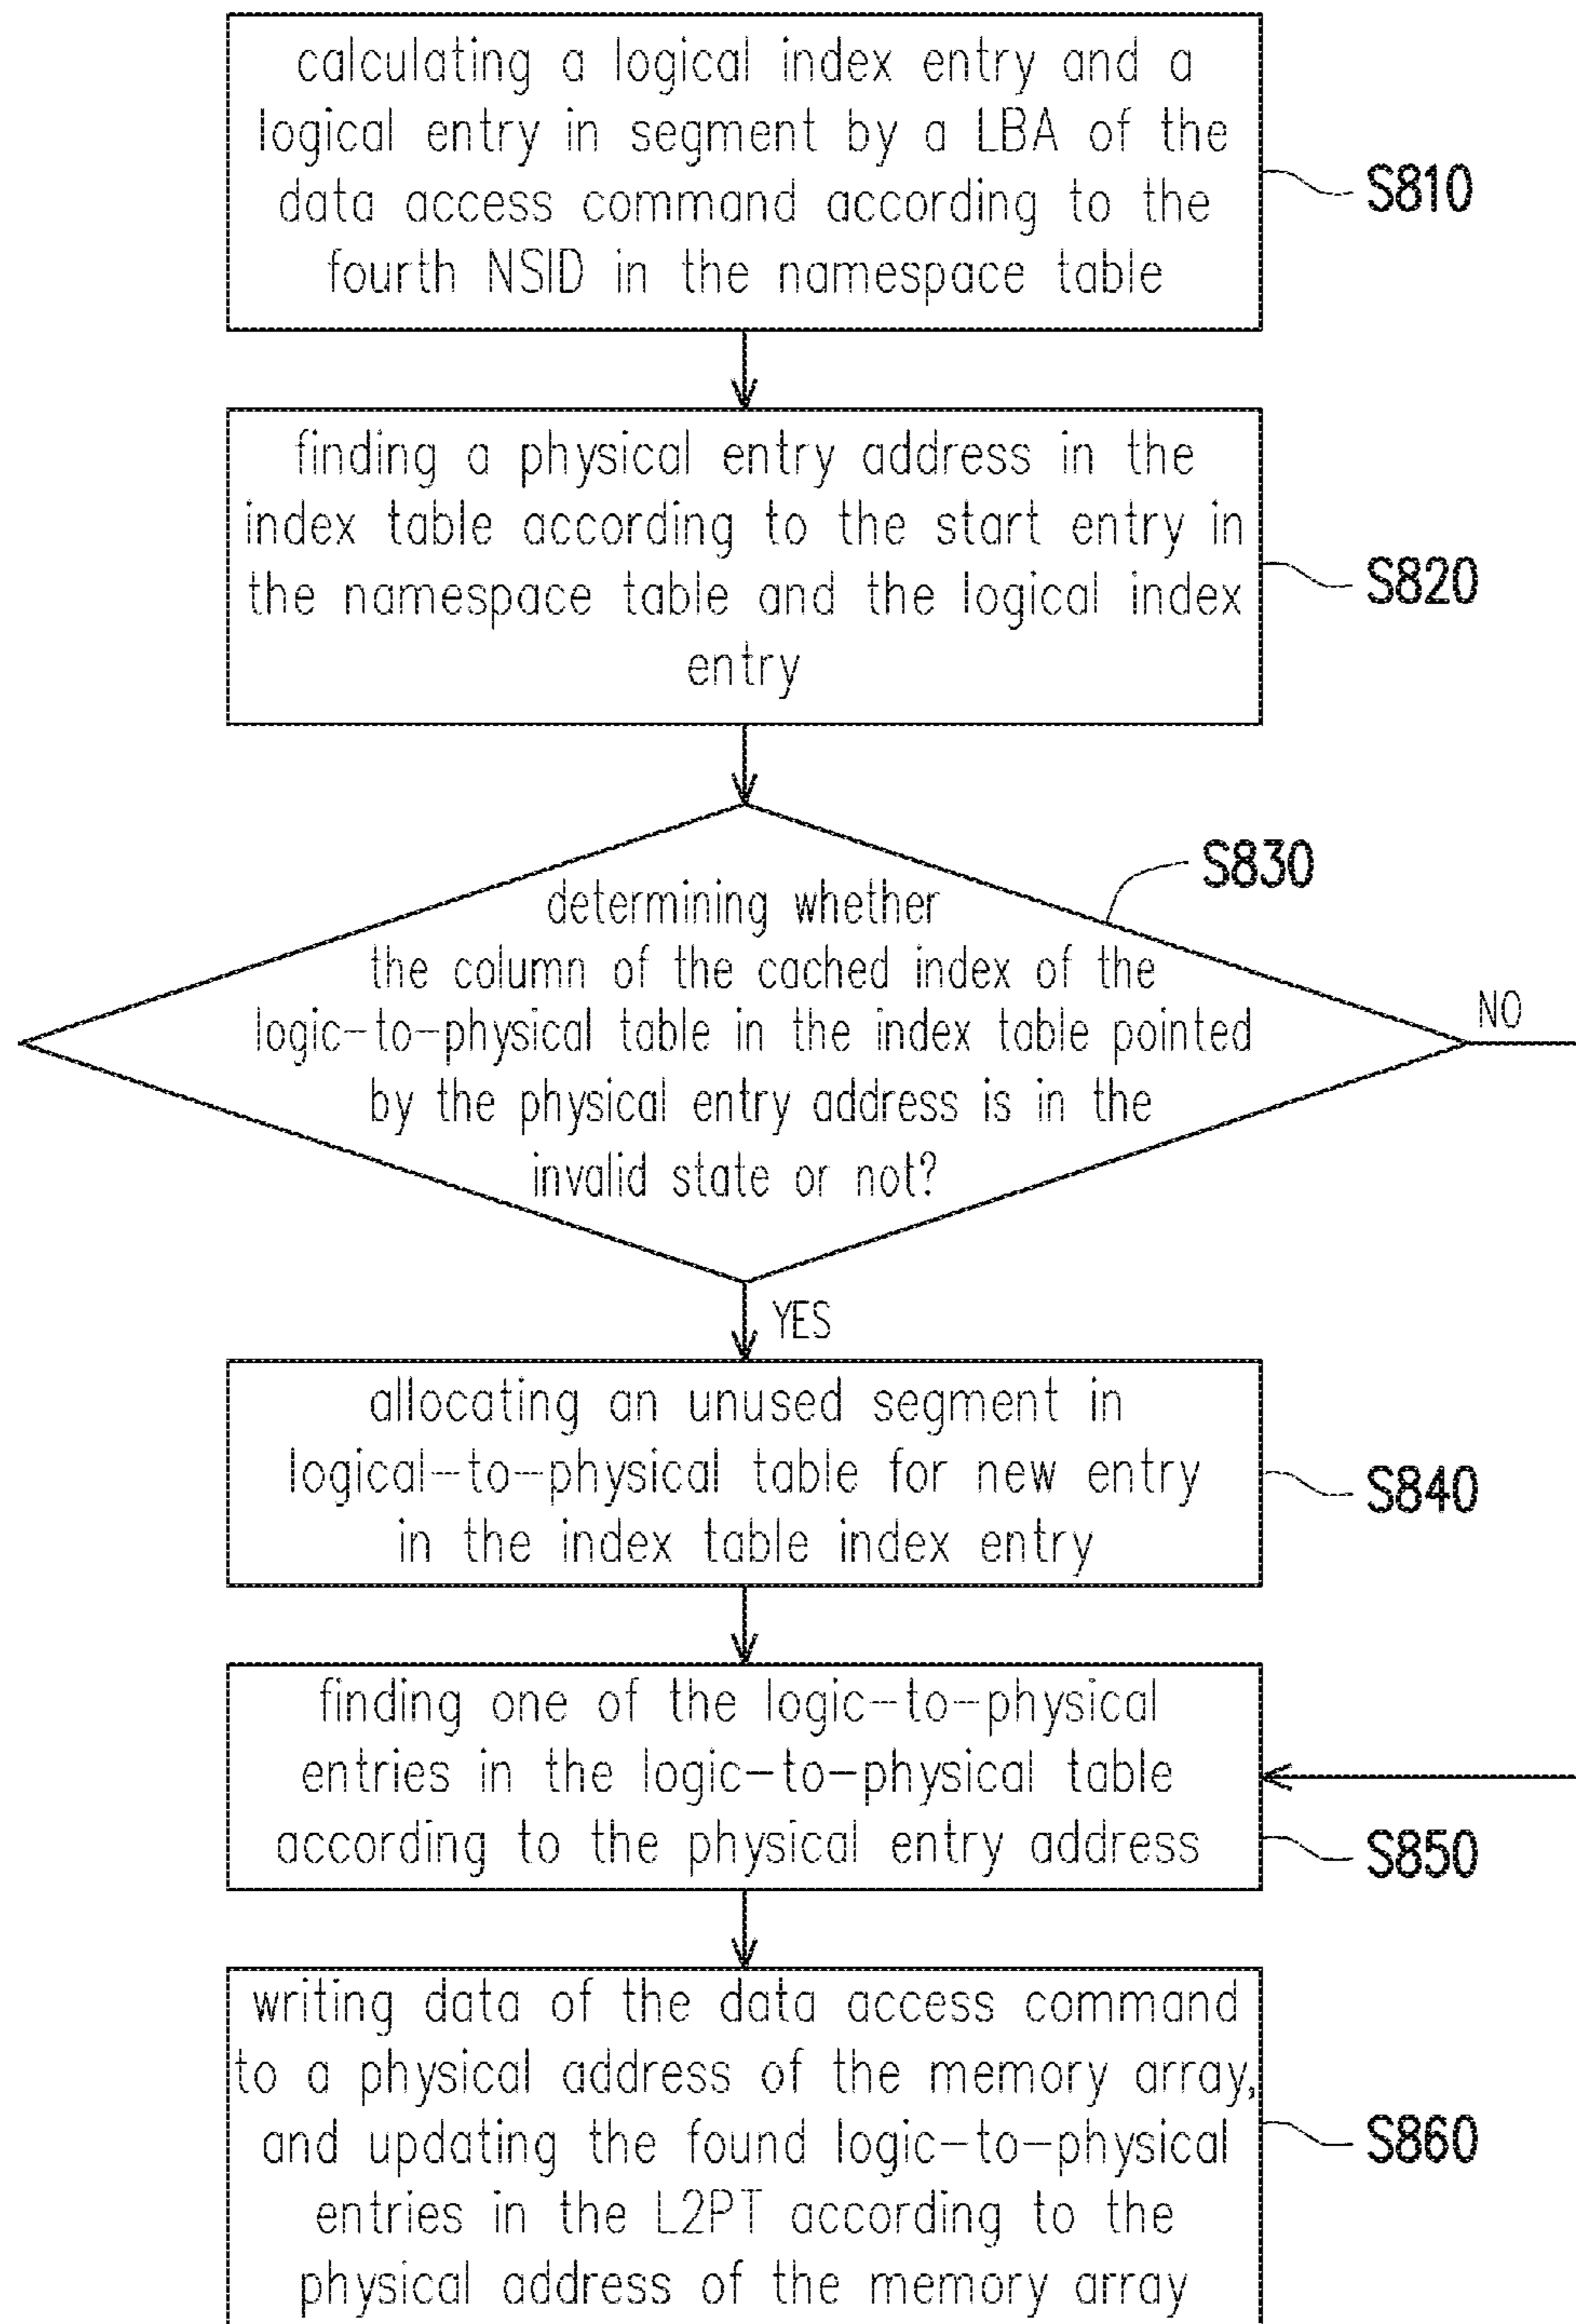 calculating a logical index entry and a
logical entry in segment by a LBA of the
data access command according to the
fourth NSID in the namespace table
S810
finding a physical entry address in the
index table according to the start entry in
the namespace table and the logical index
entry
S820
S830
determining whether
the column of the cached index of the
logic-to-physical table in the index table pointed
by the physical entry address is in the
invalid state or not?
NO
YES
allocating an unused segment in
logical-to-physical table for new entry
in the index table index entry
S840
finding one of the logic-to-physical
entries in the logic-to-physical table
according to the physical entry address
S850
writing data of the data access command
to a physical address of the memory array,
and updating the found logic-to-physical
entries in the L2PT according to the
physical address of the memory array
S860